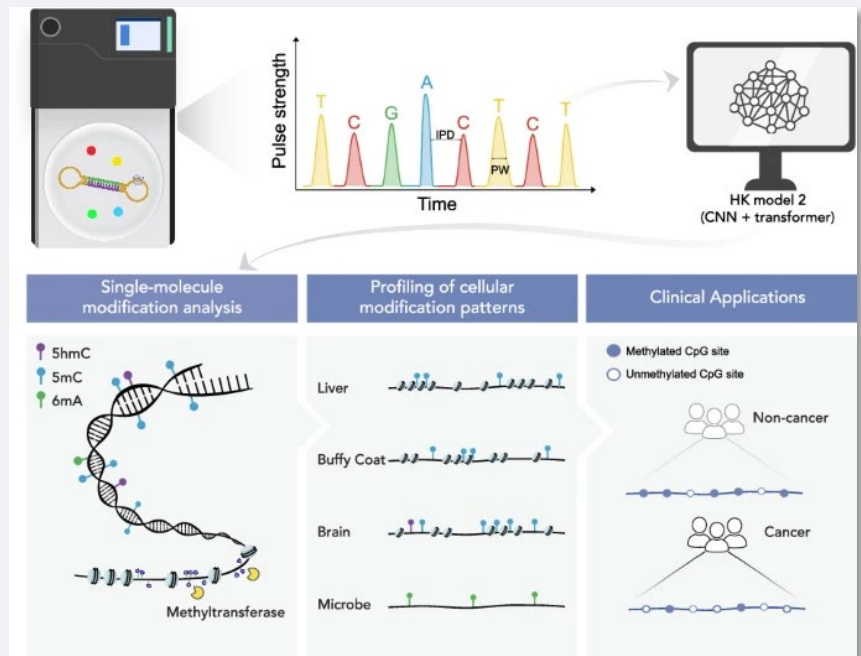 Pulse strength
T
C
G
A
IPD
C
T
PW
C
T
Time
HK model 2
(CNN + transformer)
Single-molecule
modification analysis
Profiling of cellular
modification patterns
Clinical Applications
5hmC
5mC
6mA
Methyltransferase
Liver
Buffy Coat
Brain
Microbe
Methylated CpG site
Unmethylated CpG site
Non-cancer
Cancer